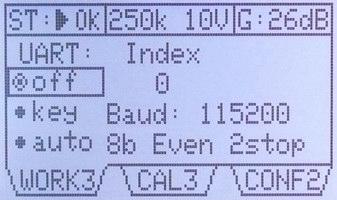 ST:▶OK 250k 10V G:26dB
UART: Index
off 0
key Baud: 115200
auto 8b Even 2stop
WORK3 CAL3 CONF2